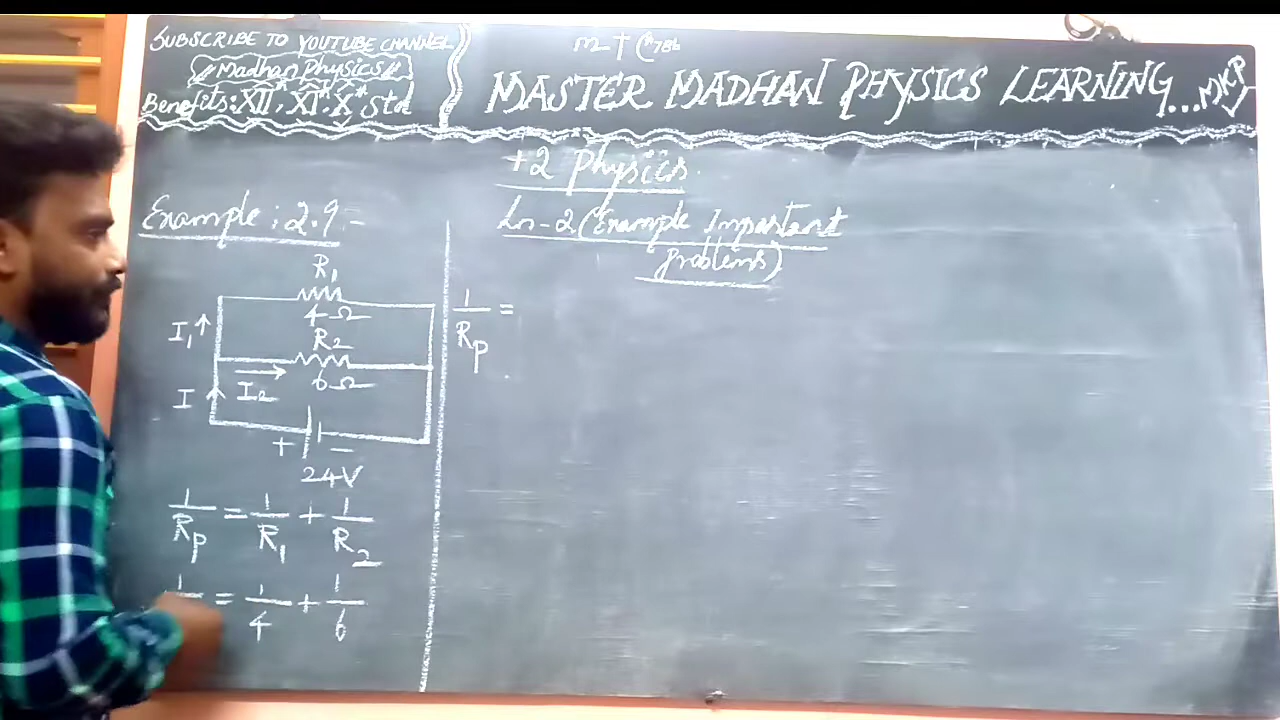 SUBSCRIBE TO YOUTUBE CHANNEL
"Madhan Physics"
Benefits: XII*, XI*, X* Std
m † (*786
MASTER MADHAN PHYSICS LEARNING...MKP
+2 Physics.
Ln-2 (Example Important
Problems)
Example: 2.9:-
R1
4Ω
I1 ↑
R2
6Ω
I
I2
+ -
24V
1/Rp = 1/R1 + 1/R2
1 = 1/4 + 1/6
1/Rp =